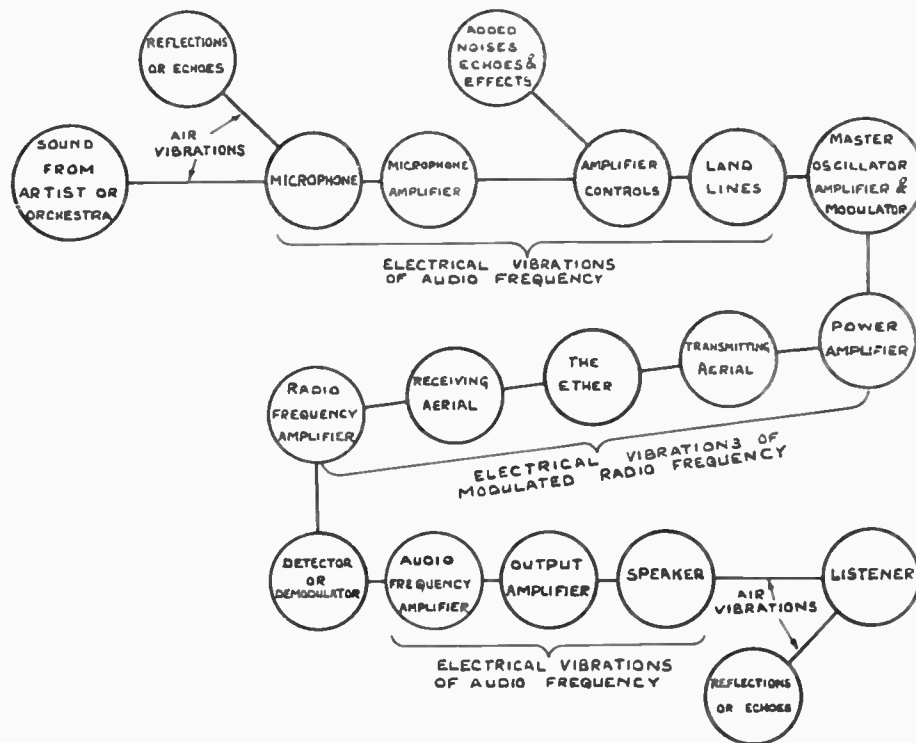 REFLECTIONS
OR ECHOES
ADDED
NOISES
ECHOES &
EFFECTS
AIR
VIBRATIONS
SOUND
FROM
ARTIST OR
ORCHESTRA
MICROPHONE
MICROPHONE
AMPLIFIER
AMPLIFIER
CONTROLS
LAND
LINES
MASTER
OSCILLATOR
AMPLIFIER &
MODULATOR
ELECTRICAL VIBRATIONS
OF AUDIO FREQUENCY
POWER
AMPLIFIER
TRANSMITTING
AERIAL
THE
ETHER
RECEIVING
AERIAL
RADIO
FREQUENCY
AMPLIFIER
ELECTRICAL VIBRATIONS OF
MODULATED RADIO FREQUENCY
DETECTOR
OR
DEMODULATOR
AUDIO
FREQUENCY
AMPLIFIER
OUTPUT
AMPLIFIER
SPEAKER
AIR
VIBRATIONS
LISTENER
ELECTRICAL VIBRATIONS
OF AUDIO FREQUENCY
REFLECTIONS
OR ECHOES